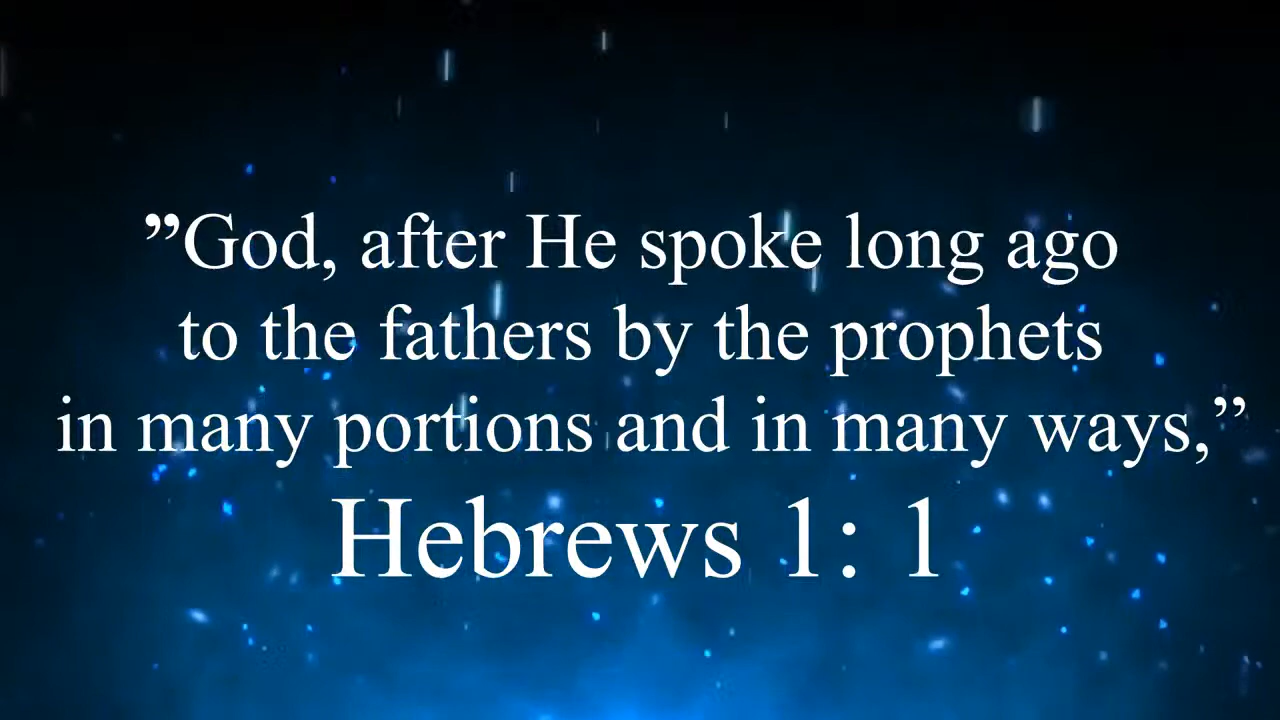 ”God, after He spoke long ago
to the fathers by the prophets
in many portions and in many ways,”
Hebrews 1: 1